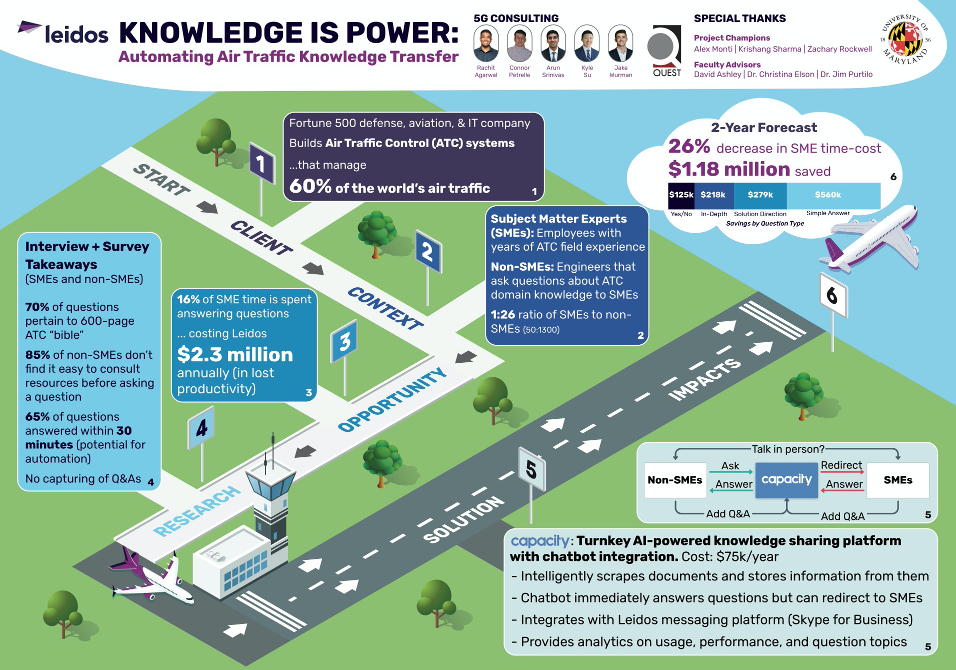 leidos
KNOWLEDGE IS POWER:
Automating Air Traffic Knowledge Transfer
5G CONSULTING
Rachit
Agarwal
Connor
Petrelle
Arun
Srinivas
Kyle
Su
Jake
Wurman
QUEST
SPECIAL THANKS
Project Champions
Alex Monti | Krishang Sharma | Zachary Rockwell
Faculty Advisors
David Ashley | Dr. Christina Elson | Dr. Jim Purtilo
UNIVERSITY OF
MARYLAND
18 56
START
CLIENT
CONTEXT
OPPORTUNITY
RESEARCH
SOLUTION
IMPACTS
1
Fortune 500 defense, aviation, & IT company
Builds Air Traffic Control (ATC) systems
...that manage
60% of the world's air traffic
1
2
Subject Matter Experts
(SMEs): Employees with
years of ATC field experience
Non-SMEs: Engineers that
ask questions about ATC
domain knowledge to SMEs
1:26 ratio of SMEs to non-
SMEs (50:1300)
2
3
16% of SME time is spent
answering questions
... costing Leidos
$2.3 million
annually (in lost
productivity)
3
4
Interview + Survey
Takeaways
(SMEs and non-SMEs)
70% of questions
pertain to 600-page
ATC “bible”
85% of non-SMEs don't
find it easy to consult
resources before asking
a question
65% of questions
answered within 30
minutes (potential for
automation)
No capturing of Q&As
4
5
Talk in person?
Non-SMEs
Ask
Answer
capacity
Redirect
Answer
SMEs
Add Q&A
Add Q&A
5
capacity: Turnkey AI-powered knowledge sharing platform
with chatbot integration. Cost: $75k/year
- Intelligently scrapes documents and stores information from them
- Chatbot immediately answers questions but can redirect to SMEs
- Integrates with Leidos messaging platform (Skype for Business)
- Provides analytics on usage, performance, and question topics
5
6
2-Year Forecast
26% decrease in SME time-cost
$1.18 million saved
6
$125k $218k $279k $560k
Yes/No In-Depth Solution Direction Simple Answer
Savings by Question Type